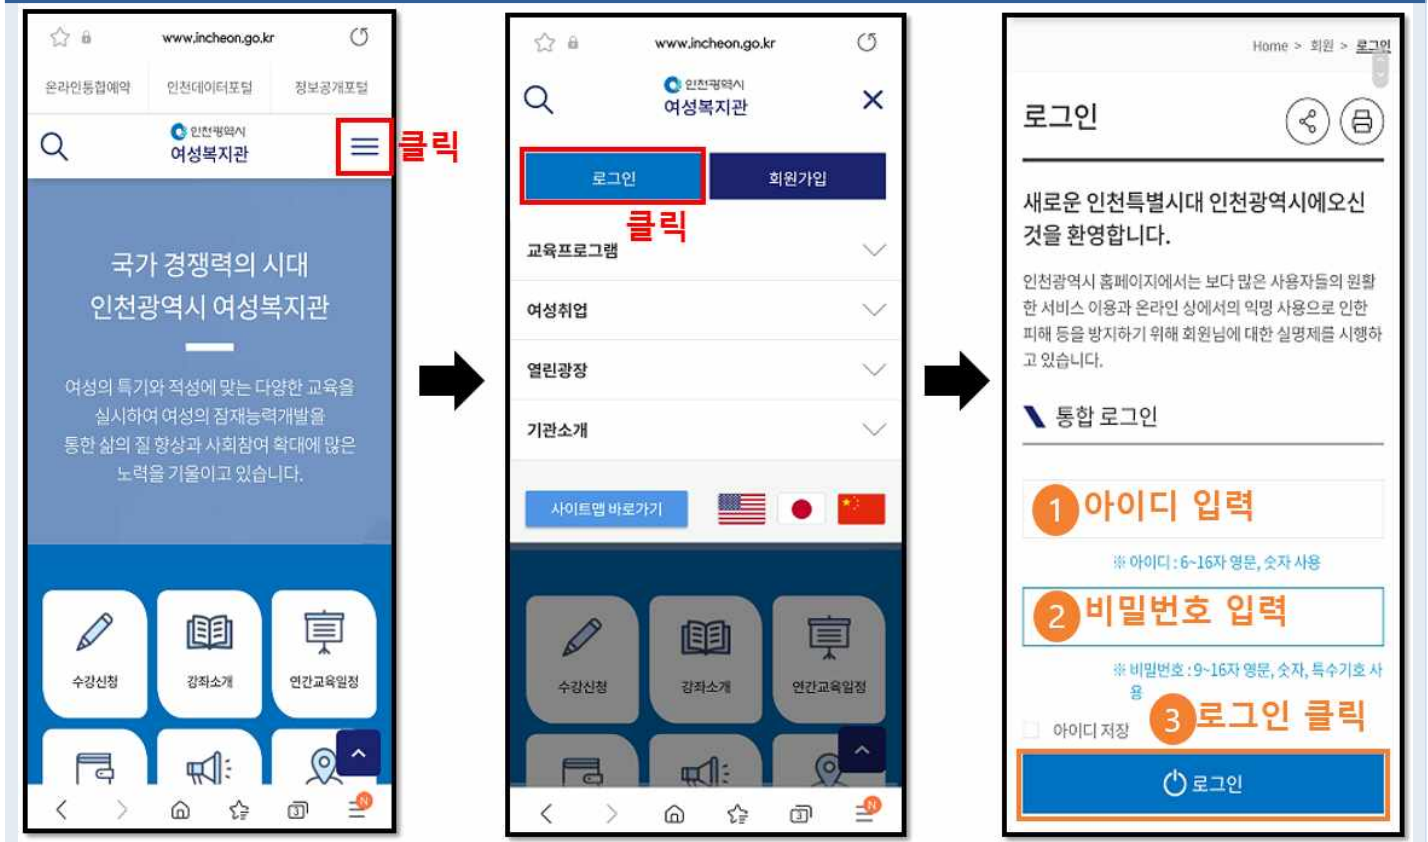 www.incheon.go.kr
온라인통합예약 인천데이터포털 정보공개포털
인천광역시
여성복지관
클릭
국가 경쟁력의 시대
인천광역시 여성복지관
여성의 특기와 적성에 맞는 다양한 교육을
실시하여 여성의 잠재능력개발을
통한 삶의 질 향상과 사회참여 확대에 많은
노력을 기울이고 있습니다.
수강신청 강좌소개 연간교육일정
3 N
www.incheon.go.kr
인천광역시
여성복지관
로그인 회원가입
클릭
교육프로그램
여성취업
열린광장
기관소개
사이트맵 바로가기
수강신청 강좌소개 연간교육일정
3 N
Home > 회원 > 로그인
로그인
새로운 인천특별시대 인천광역시에오신
것을 환영합니다.
인천광역시 홈페이지에서는 보다 많은 사용자들의 원활
한 서비스 이용과 온라인 상에서의 익명 사용으로 인한
피해 등을 방지하기 위해 회원님에 대한 실명제를 시행하
고 있습니다.
통합 로그인
1 아이디 입력
※ 아이디 : 6~16자 영문, 숫자 사용
2 비밀번호 입력
※ 비밀번호 : 9~16자 영문, 숫자, 특수기호 사
용
3 로그인 클릭
아이디 저장
로그인